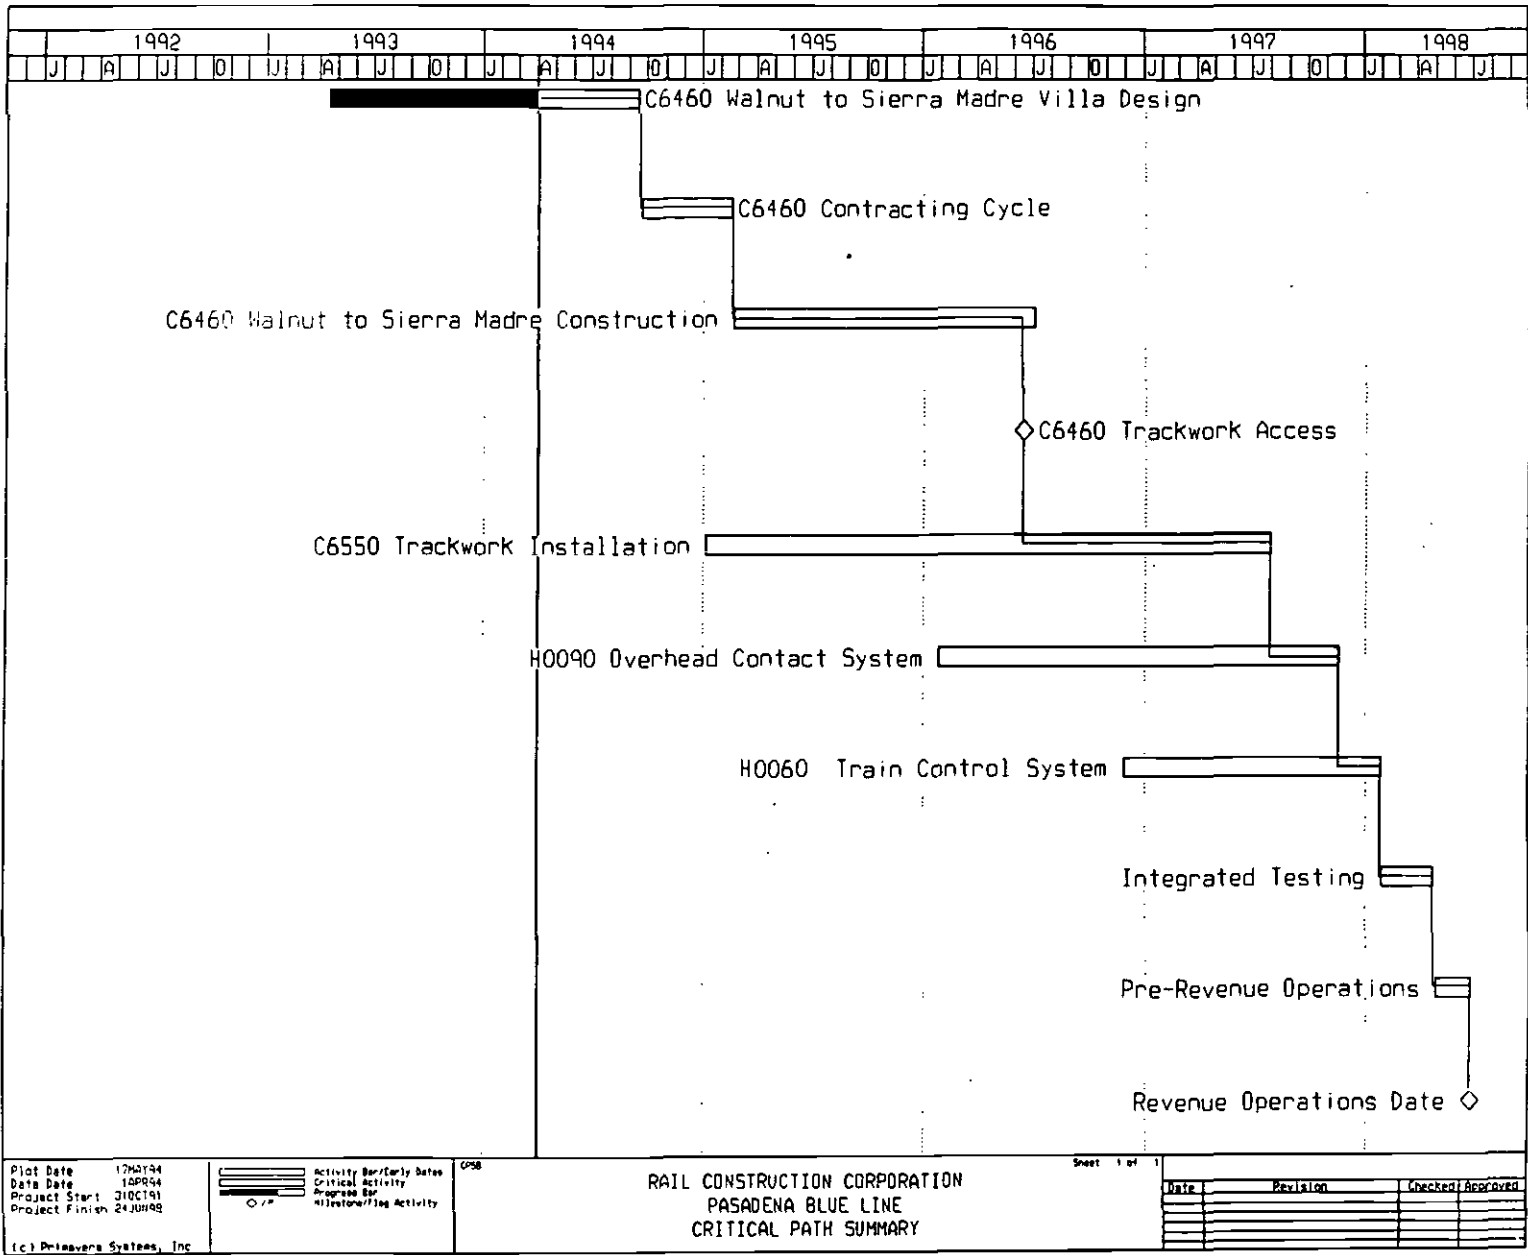 1992 1993 1994 1995 1996 1997 1998
J A J O J A J O J A J O J A J O J A J O J A J O J A J
C6460 Walnut to Sierra Madre Villa Design
C6460 Contracting Cycle
C6460 Walnut to Sierra Madre Construction
C6460 Trackwork Access
C6550 Trackwork Installation
H0090 Overhead Contact System
H0060 Train Control System
Integrated Testing
Pre-Revenue Operations
Revenue Operations Date
Plot Date 17MAY94
Data Date 1APR94
Project Start 31OCT91
Project Finish 24JUN98
(c) Primavera Systems, Inc
Activity Bar/Early Dates
Critical Activity
Progress Bar
Milestone/Flag Activity
RAIL CONSTRUCTION CORPORATION
PASADENA BLUE LINE
CRITICAL PATH SUMMARY
Sheet 1 of 1
Date Revision Checked Approved